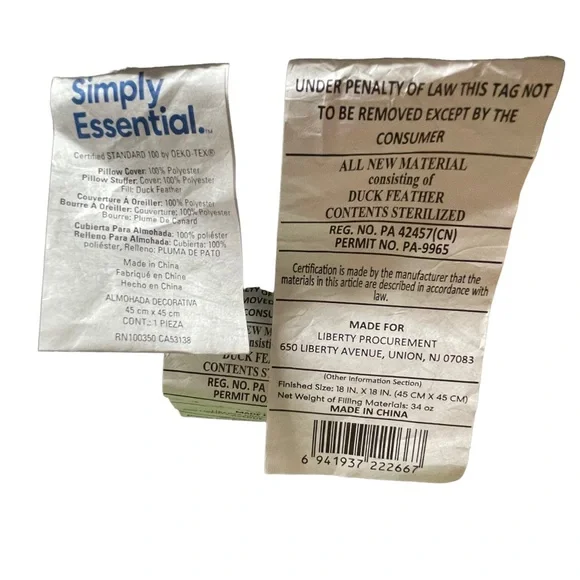 Simply
Essential.™
Certified STANDARD 100 by OEKO-TEX®
Pillow Cover: 100% Polyester
Pillow Stuffer: Cover: 100% Polyester
Fill: Duck Feather
Couverture À Oreiller: 100% Polyester
Bourre À Oreiller: Couverture: 100% Polyester
Bourre: Pluma De Canard
Cubierta Para Almohada: 100% poliéster
Relleno Para Almohada: Cubierta: 100%
poliéster, Relleno: PLUMA DE PATO
Made in China
Fabriqué en Chine
Hecho en China
ALMOHADA DECORATIVA
45 cm x 45 cm
CONT.: 1 PIEZA
RN100350 CA53138
UNDER PENALTY OF LAW THIS TAG NOT
TO BE REMOVED EXCEPT BY THE
CONSUMER
ALL NEW MATERIAL
consisting of
DUCK FEATHER
CONTENTS STERILIZED
REG. NO. PA 42457(CN)
PERMIT NO. PA-9965
Certification is made by the manufacturer that the
materials in this article are described in accordance with
law.
MADE FOR
LIBERTY PROCUREMENT
650 LIBERTY AVENUE, UNION, NJ 07083
(Other Information Section)
Finished Size: 18 IN. X 18 IN. (45 CM X 45 CM)
Net Weight of Filling Materials: 34 oz
MADE IN CHINA
6 941937 222667
REMOVED
CONSU
ALL NEW M
consisti
DUCK FEA
CONTENTS S
REG. NO. PA
PERMIT NO